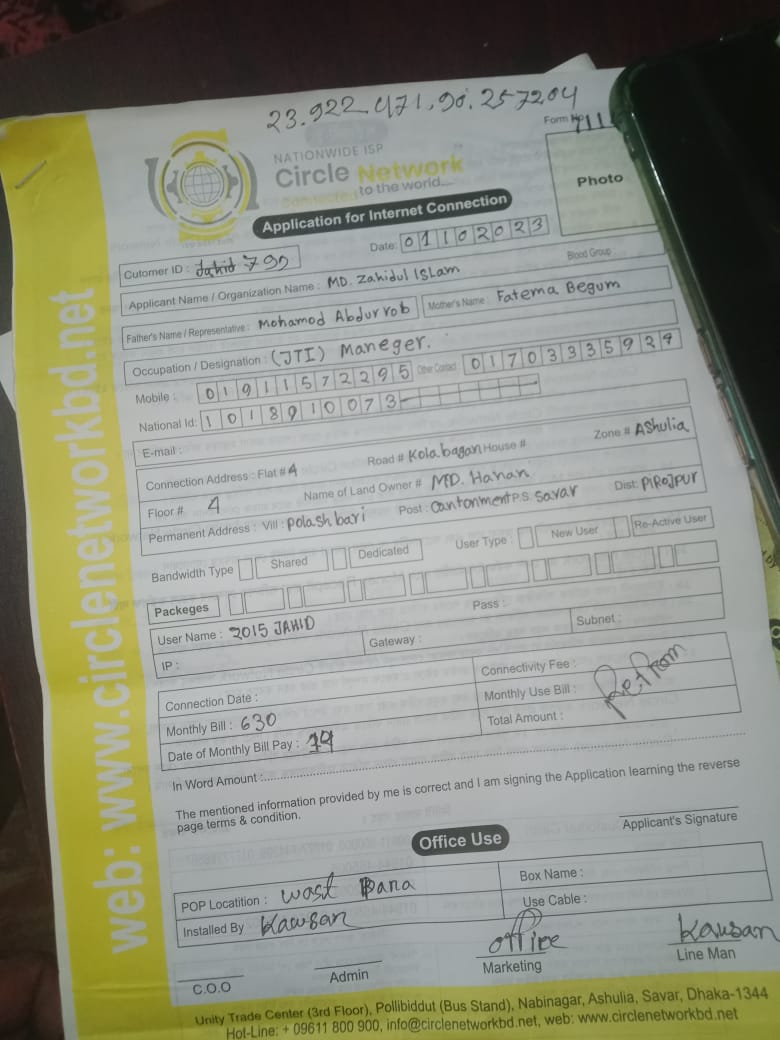 23.922471,90.257204
Form No 711
NATIONWIDE ISP
Circle Network
Connected to the world....
Photo
Application for Internet Connection
Date: 01102023
Cutomer ID : Jahid 790
Blood Group
Applicant Name / Organization Name : MD. Zahidul ISLam
Father's Name / Representative : Mohamod Abdurrob Mother's Name : Fatema Begum
Occupation / Designation : (JTI) Maneger.
Mobile : 01911572295 Other Contact : 01703335929
National Id: 1018910073
E-mail :
Connection Address : Flat # 4 Road # Kolabagan House # Zone # AShulia
Floor # 4 Name of Land Owner # MD. Hanan
Permanent Address : Vill : polashbari Post : Cantonment P.S. Savar Dist: PiRojpur
Bandwidth Type Shared Dedicated User Type : New User Re-Active User
Packeges
User Name : 2015 JAHID Pass :
IP : Gateway : Subnet :
Connection Date : Connectivity Fee :
Monthly Bill : 630 Monthly Use Bill :
Date of Monthly Bill Pay : 14 Total Amount :
In Word Amount :
The mentioned information provided by me is correct and I am signing the Application learning the reverse
page terms & condition.
Applicant's Signature
Office Use
POP Locatition : wast Para Box Name :
Installed By Kawsan Use Cable :
office Kawsan
C.O.O Admin Marketing Line Man
Unity Trade Center (3rd Floor), Pollibiddut (Bus Stand), Nabinagar, Ashulia, Savar, Dhaka-1344
Hot-Line: + 09611 800 900, info@circlenetworkbd.net, web: www.circlenetworkbd.net
web: www.circlenetworkbd.net